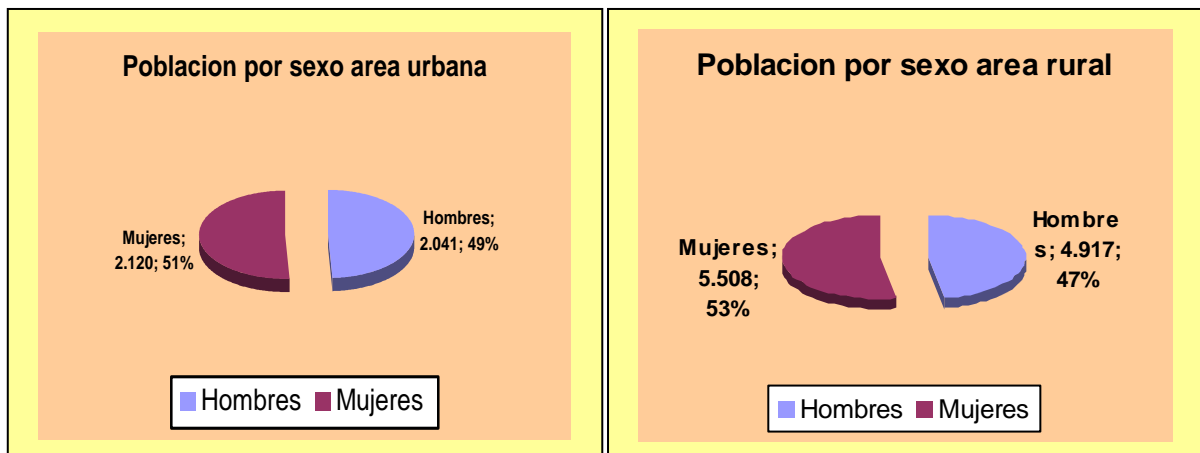 Poblacion por sexo area urbana
Mujeres;
2.120; 51%
Hombres;
2.041; 49%
Hombres Mujeres
Poblacion por sexo area rural
Mujeres;
5.508;
53%
Hombre
s; 4.917;
47%
Hombres Mujeres